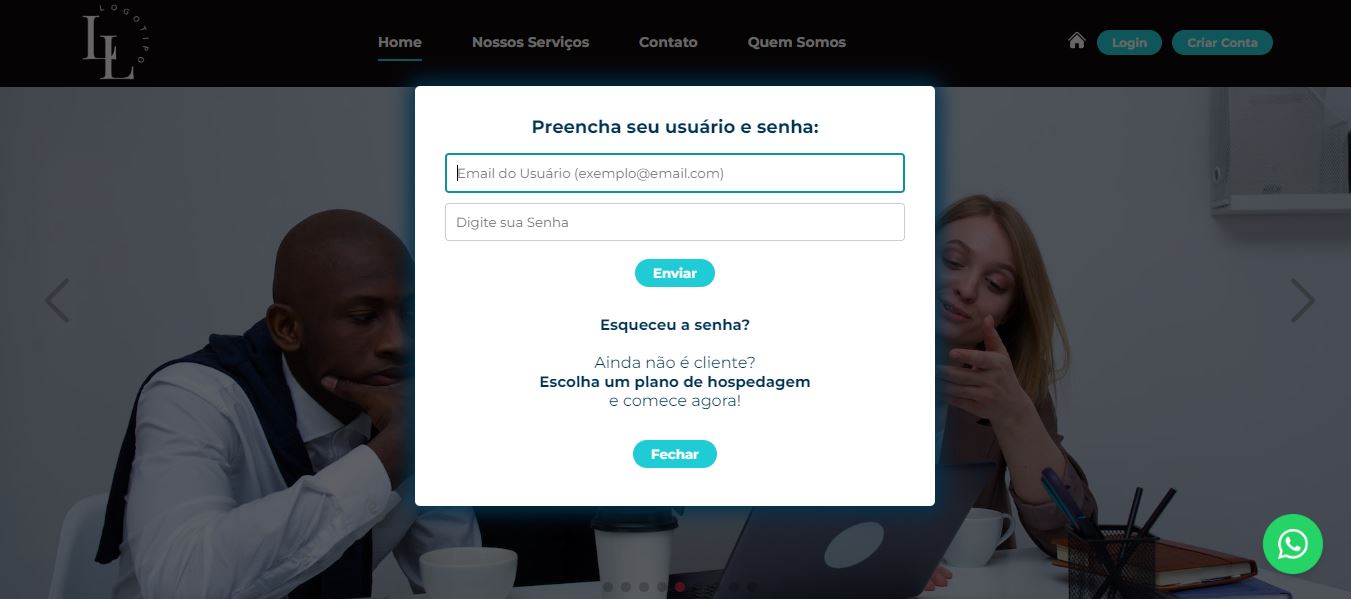 LOGOTIPO
LL
Home
Nossos Serviços
Contato
Quem Somos
Login
Criar Conta
Preencha seu usuário e senha:
Email do Usuário (exemplo@email.com)
Digite sua Senha
Enviar
Esqueceu a senha?
Ainda não é cliente?
Escolha um plano de hospedagem
e comece agora!
Fechar